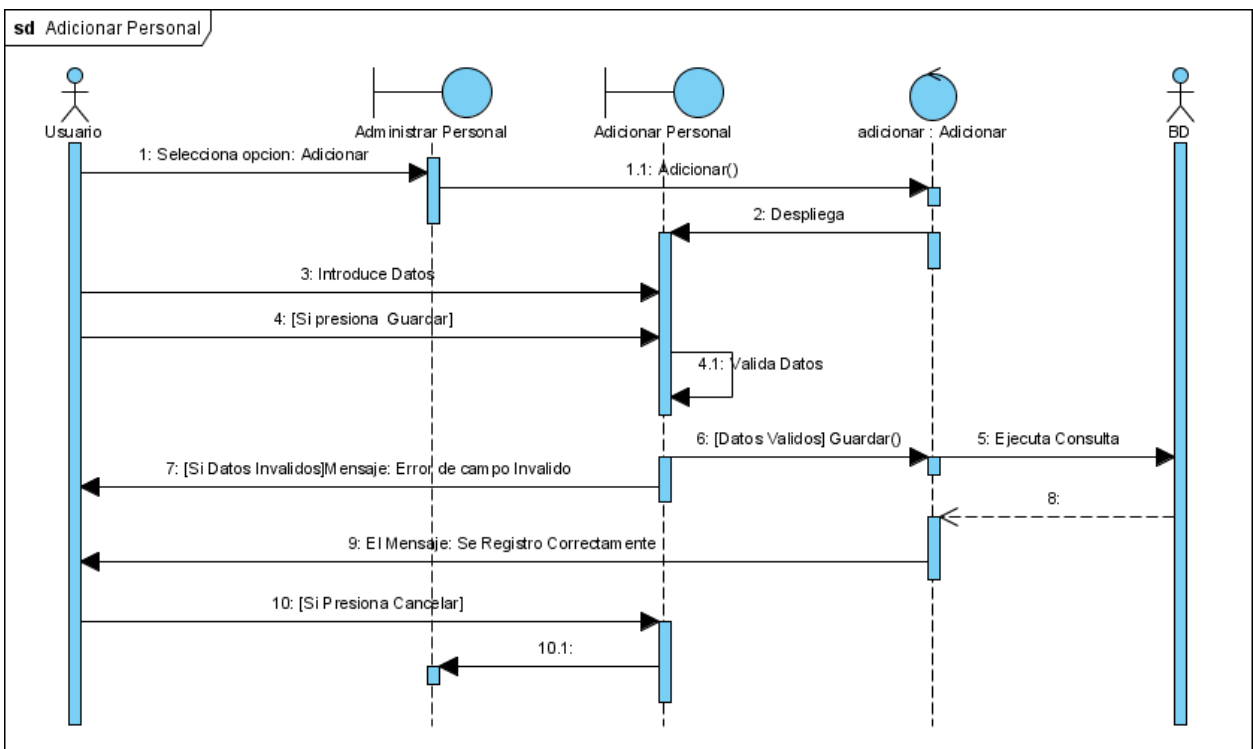 sd Adicionar Personal
Usuario
Administrar Personal
Adicionar Personal
adicionar : Adicionar
BD
1: Selecciona opcion: Adicionar
1.1: Adicionar()
2: Despliega
3: Introduce Datos
4: [Si presiona Guardar]
4.1: Valida Datos
6: [Datos Validos] Guardar()
5: Ejecuta Consulta
7: [Si Datos Invalidos]Mensaje: Error de campo Invalido
8:
9: El Mensaje: Se Registro Correctamente
10: [Si Presiona Cancelar]
10.1: